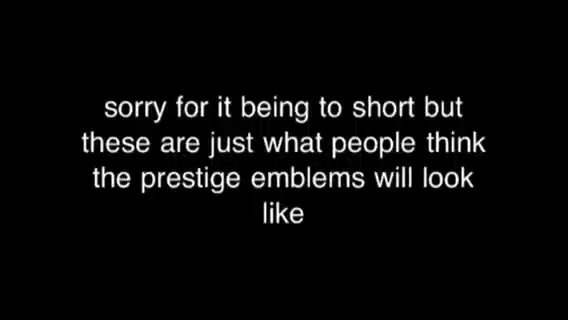 sorry for it being to short but
these are just what people think
the prestige emblems will look
like